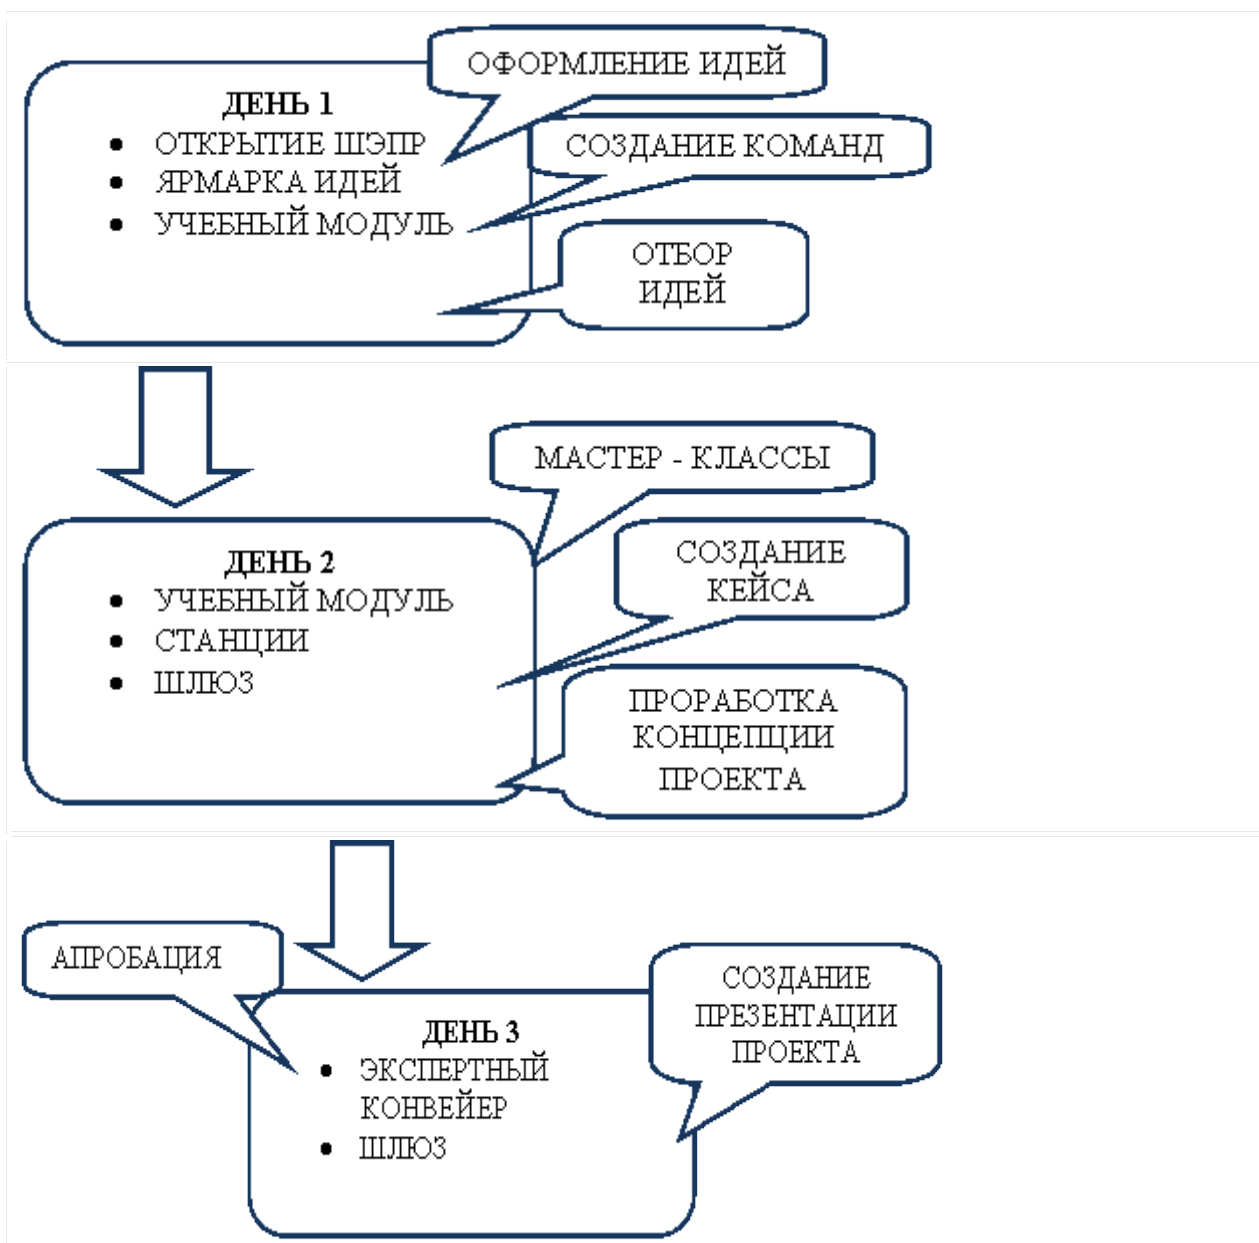 ОФОРМЛЕНИЕ ИДЕЙ
ДЕНЬ 1
• ОТКРЫТИЕ ШЭПР
• ЯРМАРКА ИДЕЙ
• УЧЕБНЫЙ МОДУЛЬ
СОЗДАНИЕ КОМАНД
ОТБОР
ИДЕЙ
МАСТЕР - КЛАССЫ
ДЕНЬ 2
• УЧЕБНЫЙ МОДУЛЬ
• СТАНЦИИ
• ШЛЮЗ
СОЗДАНИЕ
КЕЙСА
ПРОРАБОТКА
КОНЦЕПЦИИ
ПРОЕКТА
АПРОБАЦИЯ
ДЕНЬ 3
• ЭКСПЕРТНЫЙ
КОНВЕЙЕР
• ШЛЮЗ
СОЗДАНИЕ
ПРЕЗЕНТАЦИИ
ПРОЕКТА